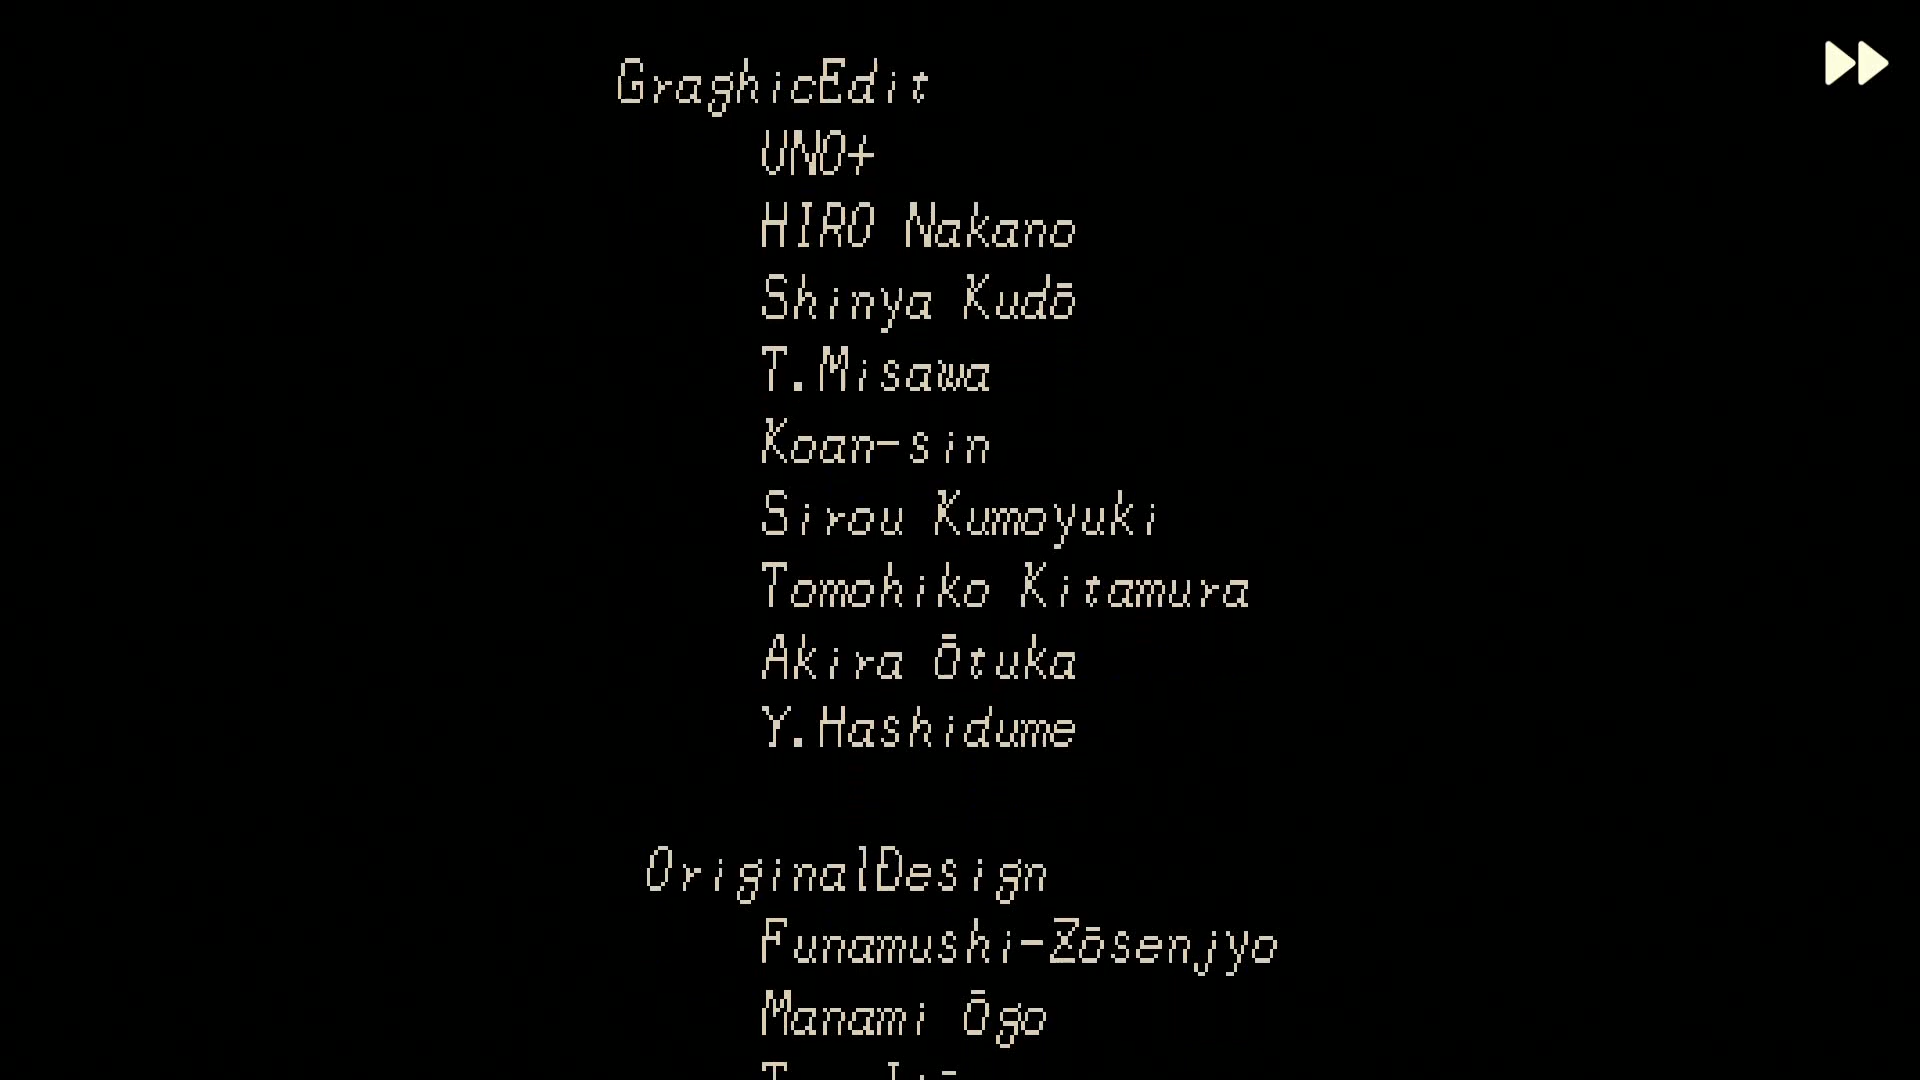 GraghicEdit
UNO+
HIRO Nakano
Shinya Kudō
T.Misawa
Koan-sin
Sirou Kumoyuki
Tomohiko Kitamura
Akira Ōtuka
Y.Hashidume
OriginalDesign
Funamushi-Zōsenjyo
Manami Ōgo